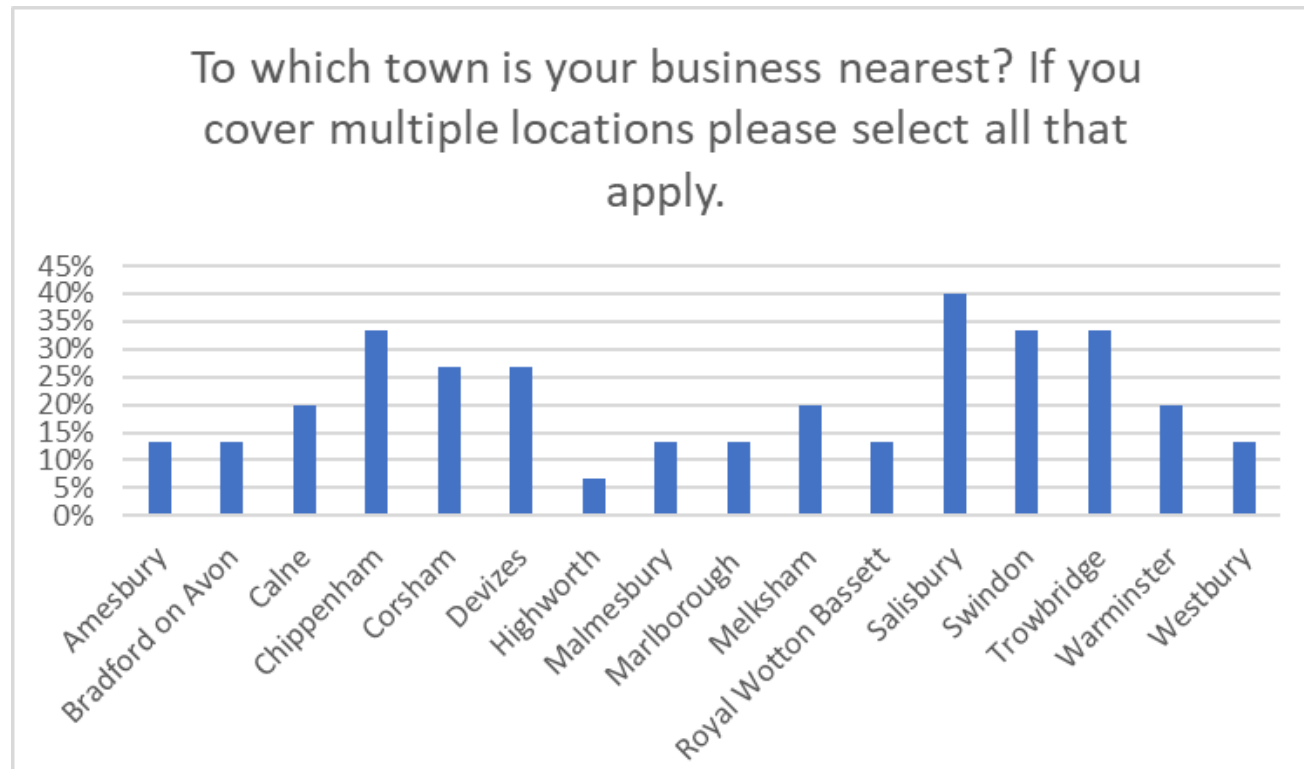 To which town is your business nearest? If you
cover multiple locations please select all that
apply.
45%
40%
35%
30%
25%
20%
15%
10%
5%
0%
Amesbury
Bradford on Avon
Calne
Chippenham
Corsham
Devizes
Highworth
Malmesbury
Marlborough
Melksham
Royal Wotton Bassett
Salisbury
Swindon
Trowbridge
Warminster
Westbury